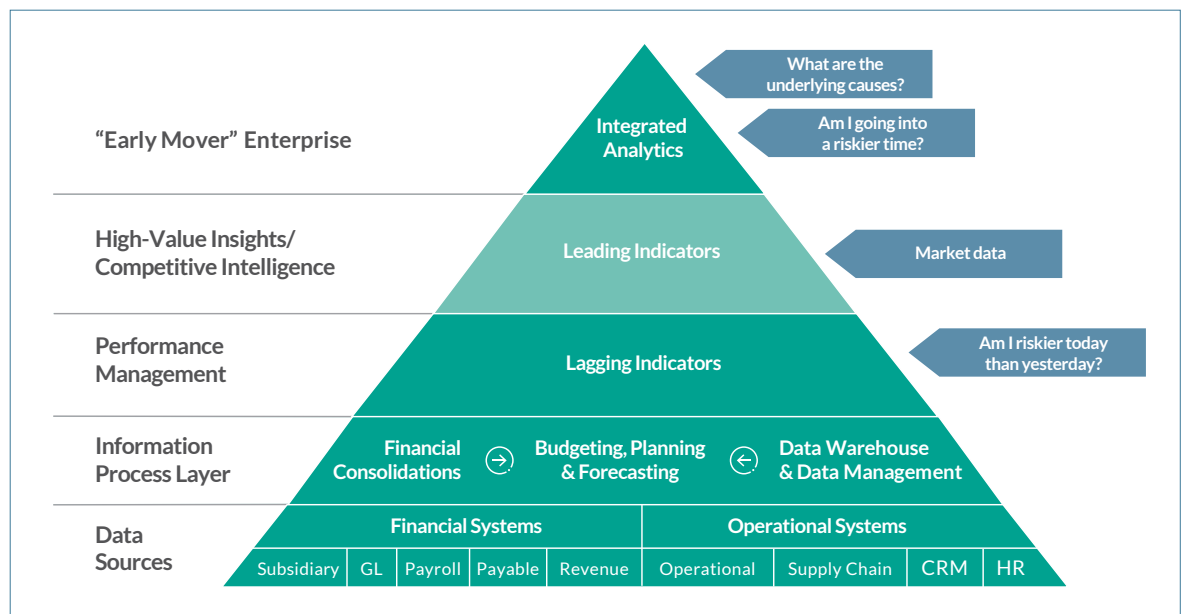 What are the
underlying causes?
"Early Mover" Enterprise
Integrated
Analytics
Am I going into
a riskier time?
High-Value Insights/
Competitive Intelligence
Leading Indicators
Market data
Performance
Management
Lagging Indicators
Am I riskier today
than yesterday?
Information
Process Layer
Financial
Consolidations
Budgeting, Planning
& Forecasting
Data Warehouse
& Data Management
Data
Sources
Financial Systems
Operational Systems
Subsidiary
GL
Payroll
Payable
Revenue
Operational
Supply Chain
CRM
HR